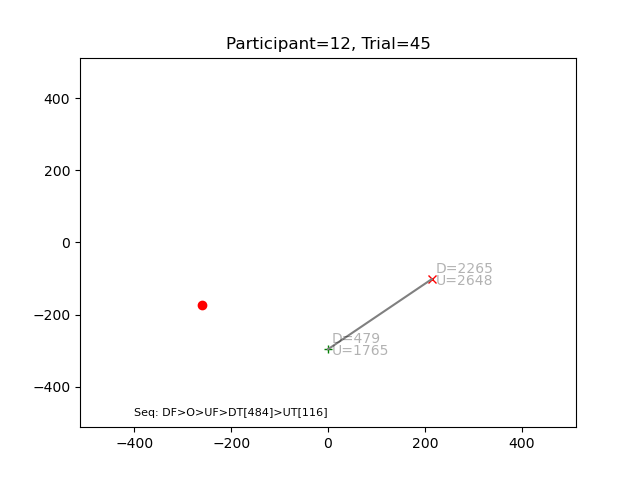 Participant=12, Trial=45
400
200
0
−200
−400
D=2265
U=2648
D=479
U=1765
Seq: DF>O>UF>DT[484]>UT[116]
−400
−200
0
200
400